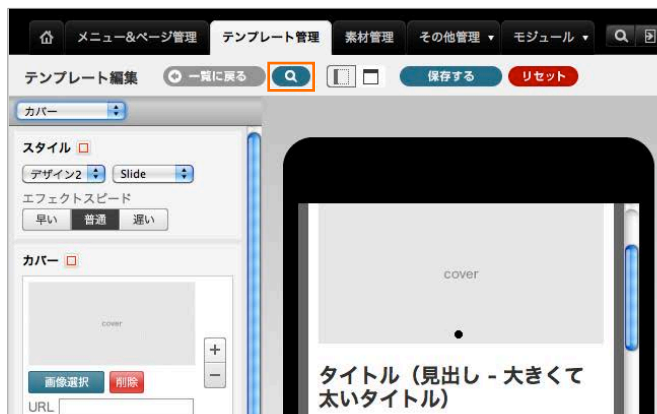 メニュー&ページ管理 テンプレート管理 素材管理 その他管理 ▼ モジュール ▼
テンプレート編集 一覧に戻る 保存する リセット
カバー
スタイル
デザイン2 Slide
エフェクトスピード
早い 普通 遅い
カバー
cover
画像選択 削除
URL
+
−
cover
タイトル（見出し - 大きくて
太いタイトル）